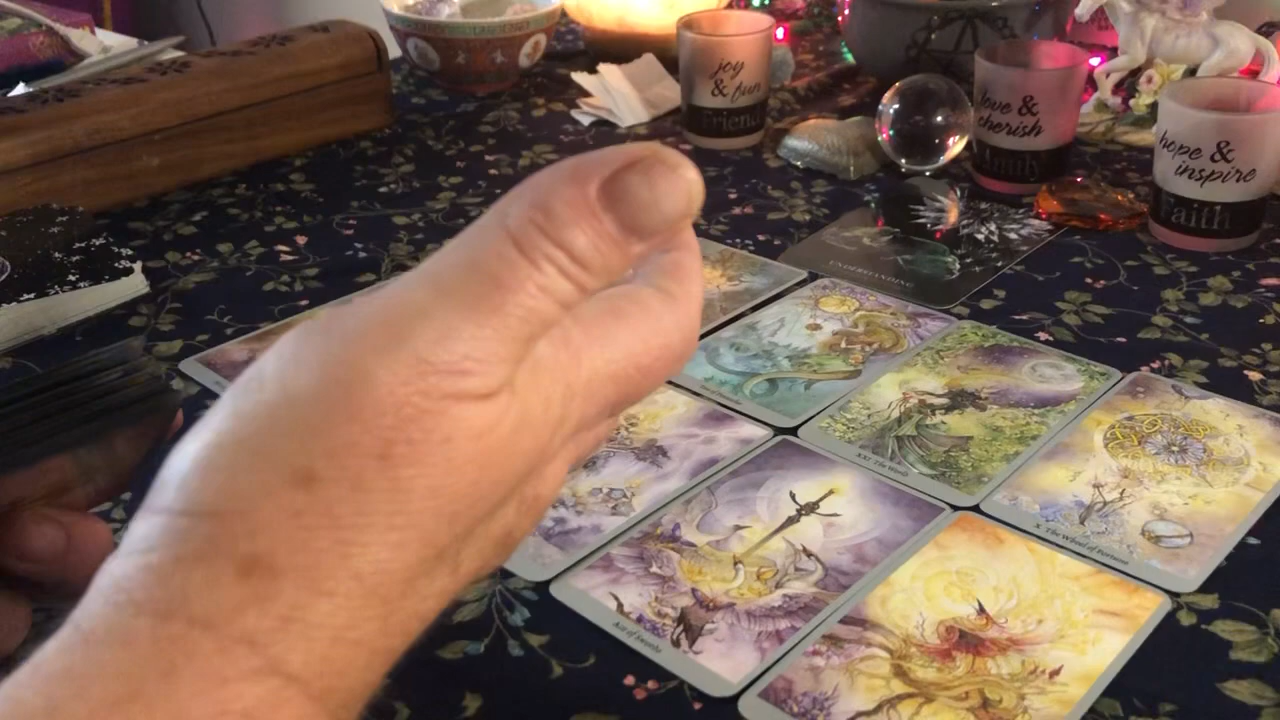 joy
& fun
Friend
love &
cherish
hope &
inspire
Faith
UNDERSTANDING
XXI. The World
X. The Wheel of Fortune
Ace of Swords